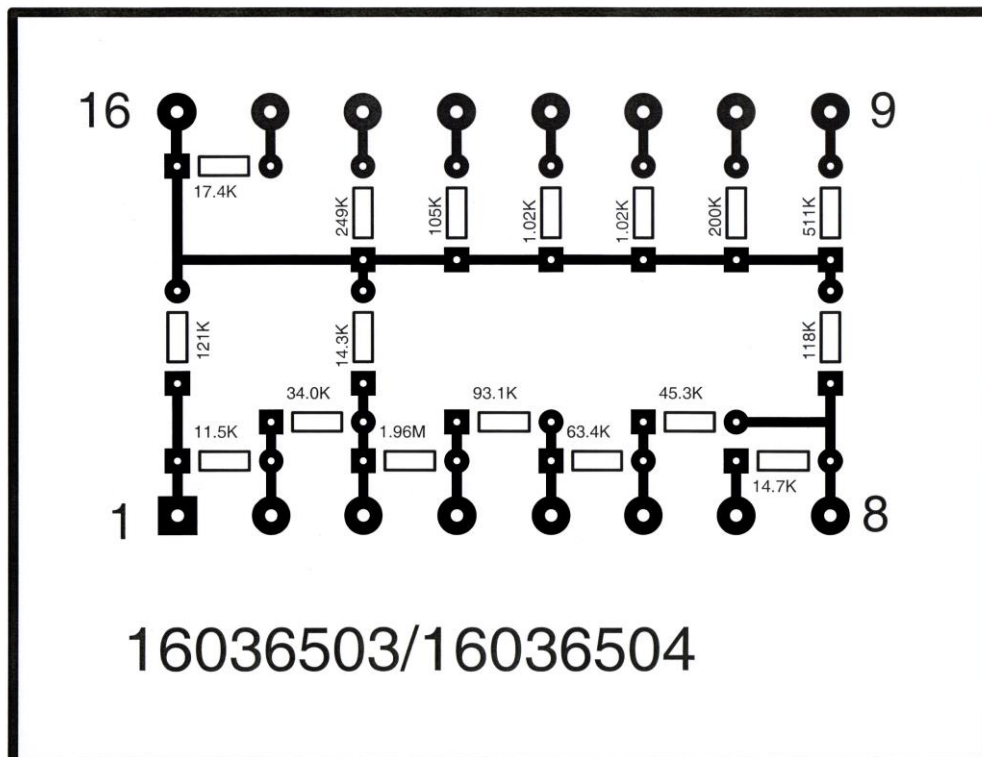 16 9
17.4K
249K 105K 1.02K 1.02K 200K 511K
121K 14.3K 118K
34.0K 93.1K 45.3K
11.5K 1.96M 63.4K
14.7K
1 8
16036503/16036504